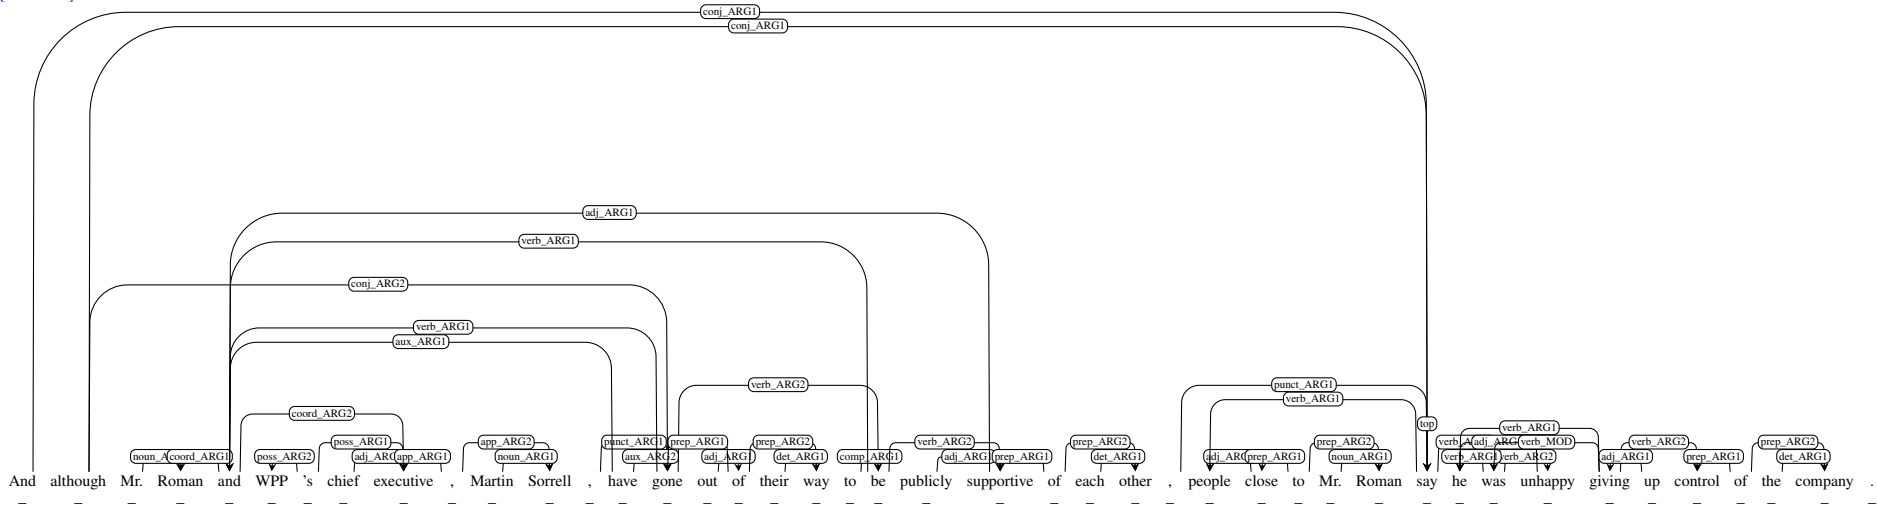 conj_ARG1
conj_ARG1
adj_ARG1
verb_ARG1
conj_ARG2
verb_ARG1
aux_ARG1
verb_ARG2 punct_ARG1
verb_ARG1
coord_ARG2 top verb_ARG1
poss_ARG1 app_ARG2 punct_ARG1 prep_ARG1 prep_ARG2 verb_ARG2 prep_ARG2 prep_ARG2 verb_MOD verb_ARG2 prep_ARG2
coord_ARG1 poss_ARG2 app_ARG1 noun_ARG1 aux_ARG2 adj_ARG1 det_ARG1 comp_ARG1 prep_ARG1 det_ARG1 prep_ARG1 noun_ARG1 verb_ARG1 verb_ARG2 adj_ARG1 prep_ARG1 det_ARG1
And although Mr. Roman and WPP 's chief executive , Martin Sorrell , have gone out of their way to be publicly supportive of each other , people close to Mr. Roman say he was unhappy giving up control of the company .